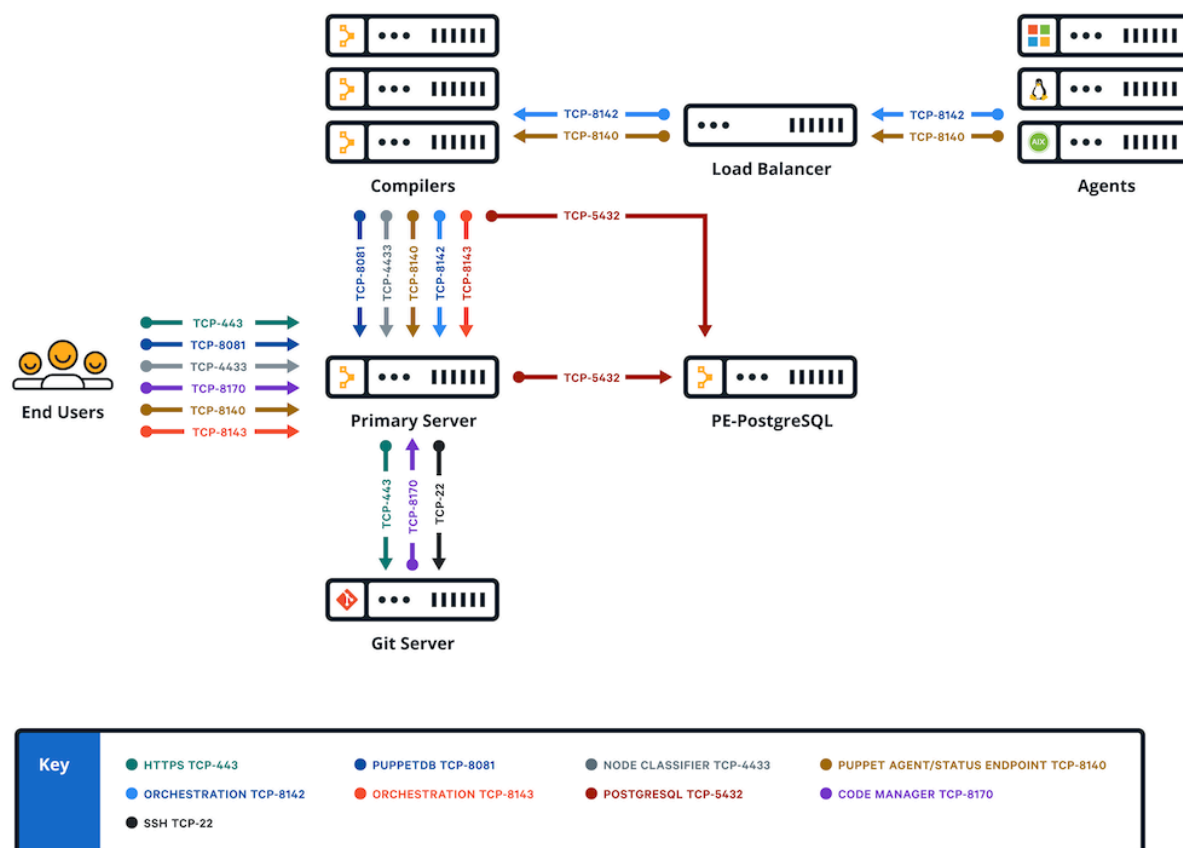 TCP-8142
TCP-8140
TCP-8142
TCP-8140
AIX
Compilers
Load Balancer
Agents
TCP-8081
TCP-4433
TCP-8140
TCP-8142
TCP-8143
TCP-5432
TCP-443
TCP-8081
TCP-4433
TCP-8170
TCP-8140
TCP-8143
End Users
TCP-5432
Primary Server
PE-PostgreSQL
TCP-443
TCP-8170
TCP-22
Git Server
Key
HTTPS TCP-443
PUPPETDB TCP-8081
NODE CLASSIFIER TCP-4433
PUPPET AGENT/STATUS ENDPOINT TCP-8140
ORCHESTRATION TCP-8142
ORCHESTRATION TCP-8143
POSTGRESQL TCP-5432
CODE MANAGER TCP-8170
SSH TCP-22